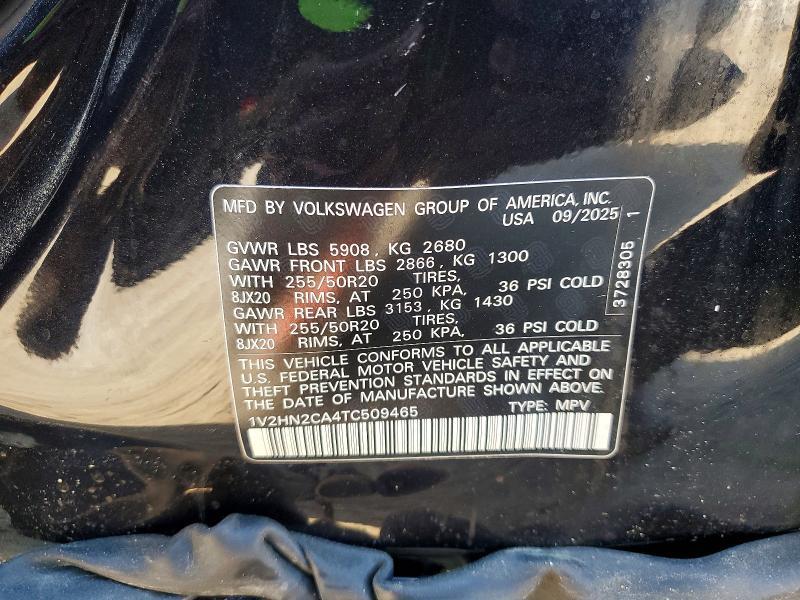 MFD BY VOLKSWAGEN GROUP OF AMERICA, INC.
USA 09/2025
GVWR LBS 5908, KG 2680
GAWR FRONT LBS 2866, KG 1300
WITH 255/50R20 TIRES,
8JX20 RIMS, AT 250 KPA, 36 PSI COLD
GAWR REAR LBS 3153, KG 1430
WITH 255/50R20 TIRES,
8JX20 RIMS, AT 250 KPA, 36 PSI COLD
THIS VEHICLE CONFORMS TO ALL APPLICABLE
U.S. FEDERAL MOTOR VEHICLE SAFETY AND
THEFT PREVENTION STANDARDS IN EFFECT ON
THE DATE OF MANUFACTURE SHOWN ABOVE.
1V2HN2CA4TC509465 TYPE: MPV
3728305 1